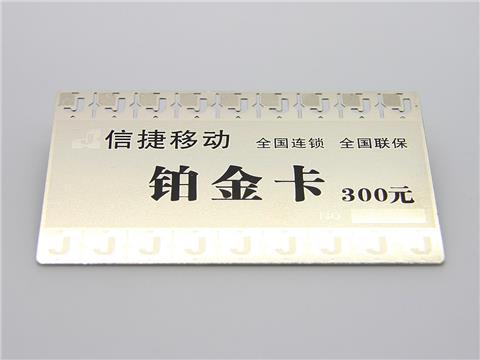 信捷移动 全国连锁 全国联保
铂金卡 300元
NO